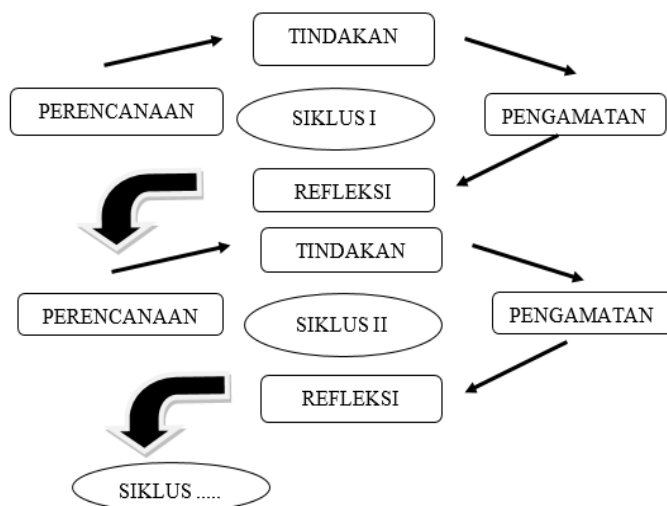 TINDAKAN
PERENCANAAN
SIKLUS I
PENGAMATAN
REFLEKSI
TINDAKAN
PERENCANAAN
SIKLUS II
PENGAMATAN
REFLEKSI
SIKLUS .....